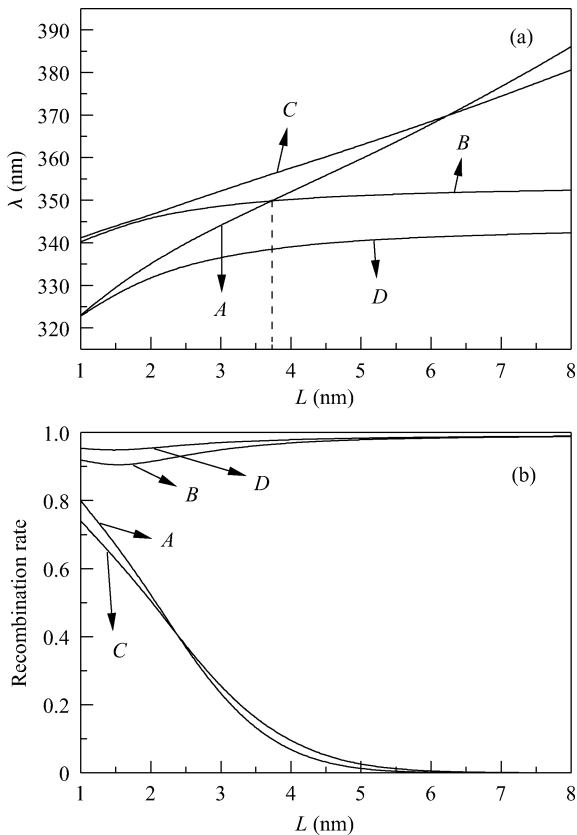 (a)
395
390
380
370
360
350
340
330
320
λ (nm)
C
B
A
D
1 2 3 4 5 6 7 8
L (nm)
(b)
1.0
0.8
0.6
0.4
0.2
0
Recombination rate
D
B
A
C
1 2 3 4 5 6 7 8
L (nm)